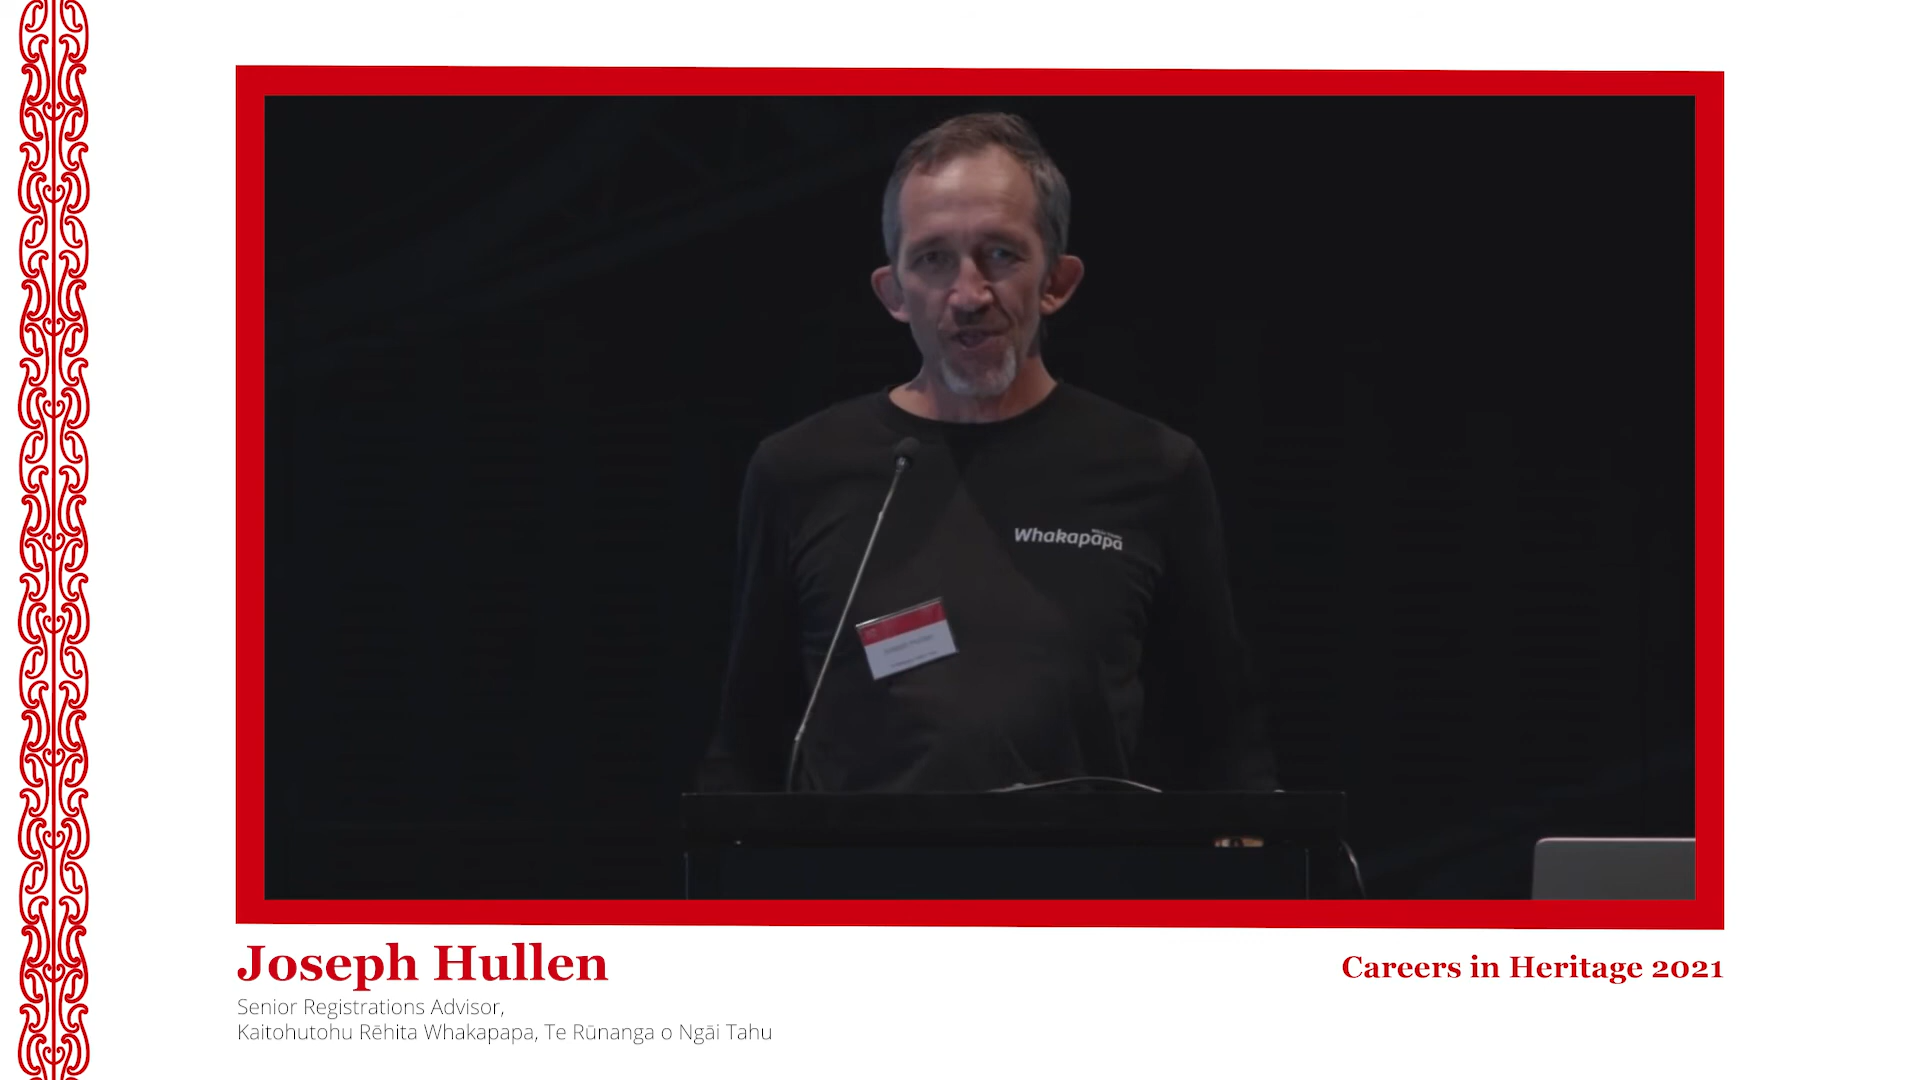 Whakapapa
Joseph Hullen
Careers in Heritage 2021
Senior Registrations Advisor,
Kaitohutohu Rēhita Whakapapa, Te Rūnanga o Ngāi Tahu